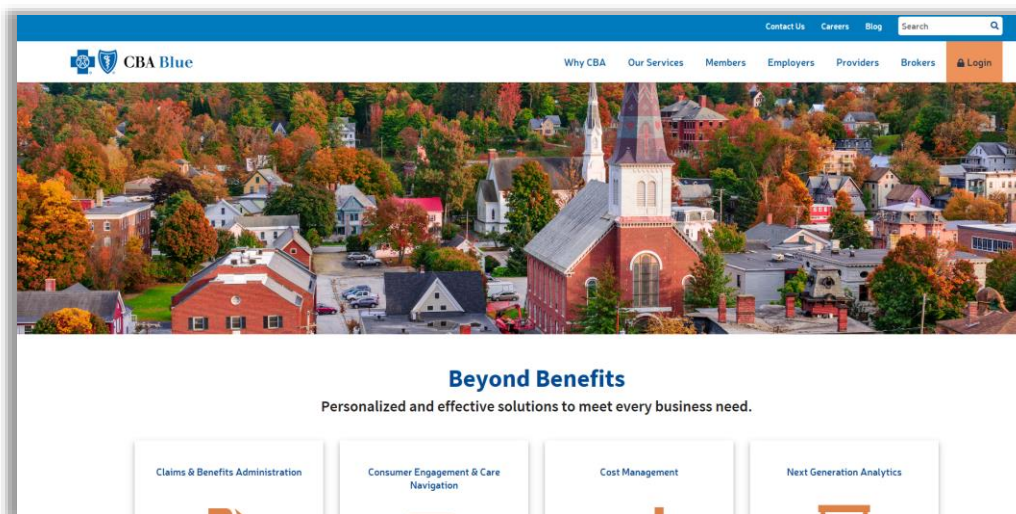 Contact Us Careers Blog Search
CBA Blue
Why CBA Our Services Members Employers Providers Brokers Login
Beyond Benefits
Personalized and effective solutions to meet every business need.
Claims & Benefits Administration
Consumer Engagement & Care
Navigation
Cost Management
Next Generation Analytics